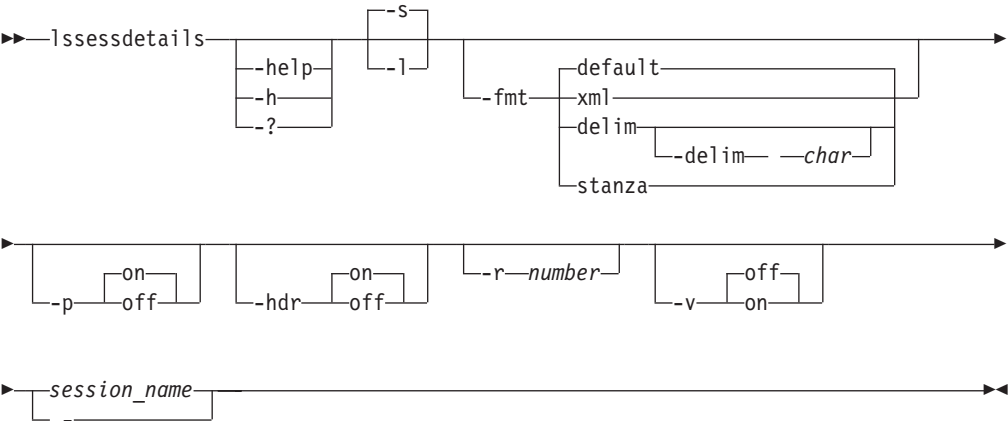 -s
lssessdetails
-help
-l
default
-h
-fmt
xml
-?
delim
-delim char
stanza
on
on
off
-p
off
-hdr
off
-r number
-v
on
session_name